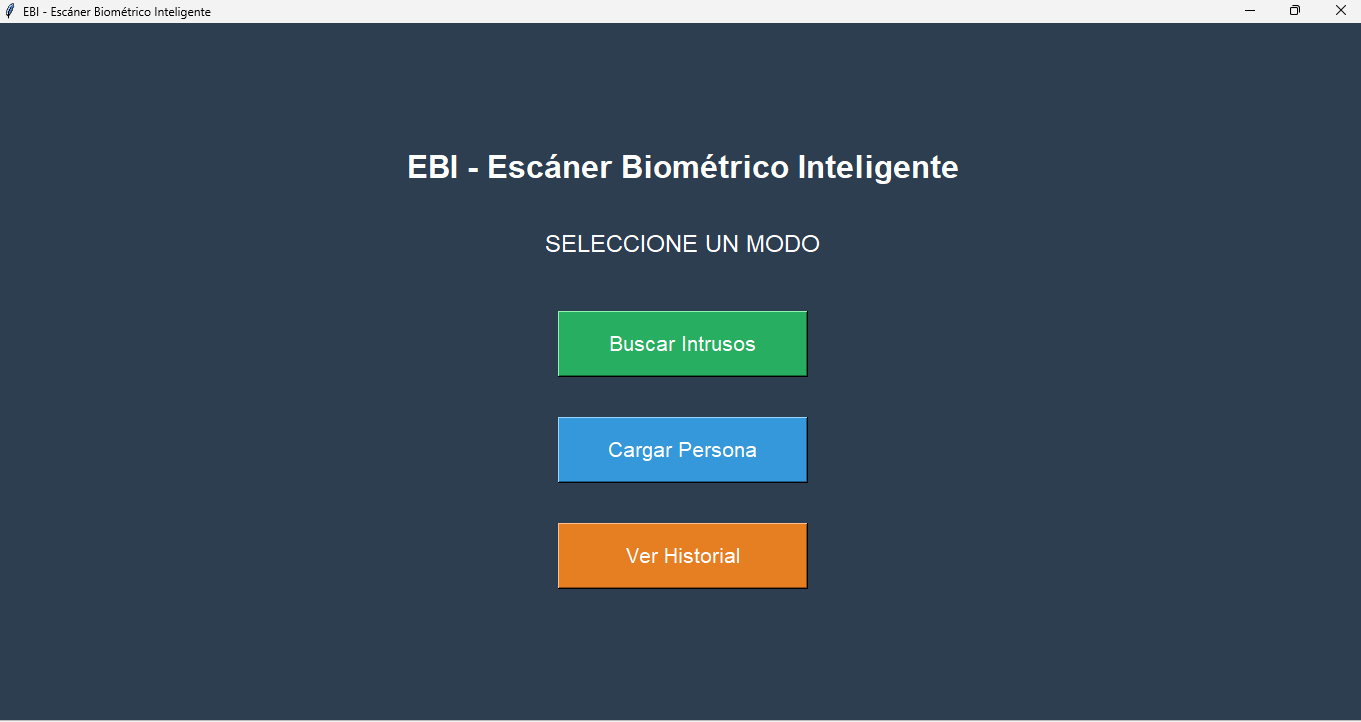 EBI - Escáner Biométrico Inteligente
EBI - Escáner Biométrico Inteligente
SELECCIONE UN MODO
Buscar Intrusos
Cargar Persona
Ver Historial